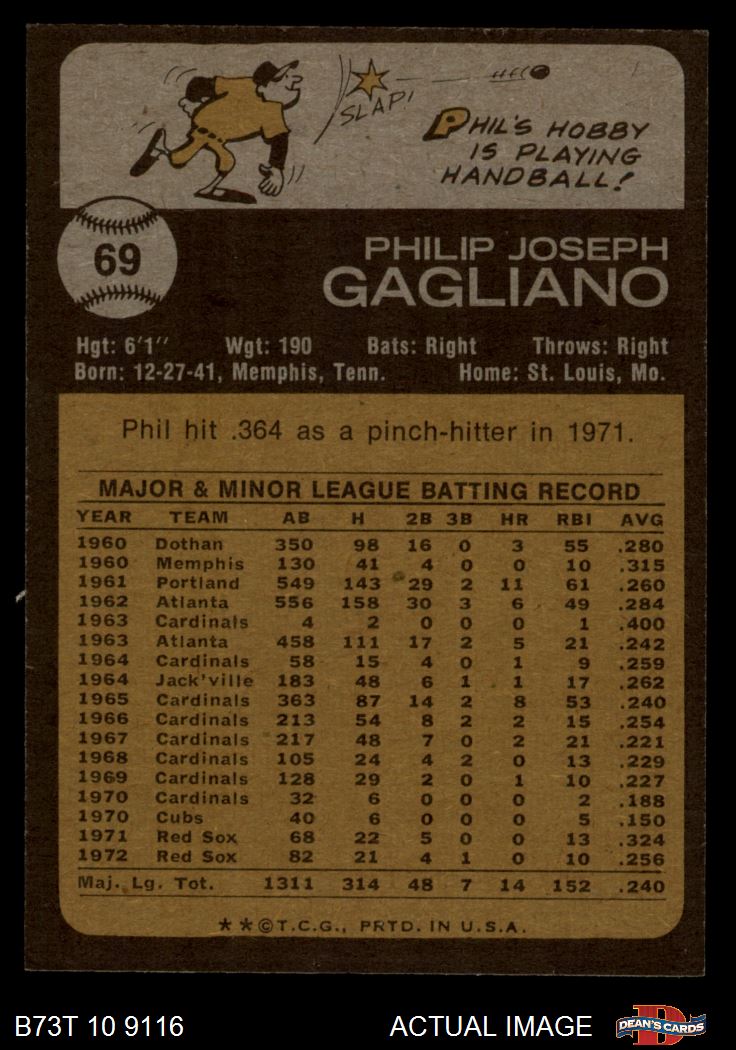 SLAP!
PHIL'S HOBBY
IS PLAYING
HANDBALL!
69
PHILIP JOSEPH
GAGLIANO
Hgt: 6'1" Wgt: 190 Bats: Right Throws: Right
Born: 12-27-41, Memphis, Tenn. Home: St. Louis, Mo.
Phil hit .364 as a pinch-hitter in 1971.
MAJOR & MINOR LEAGUE BATTING RECORD
YEAR TEAM AB H 2B 3B HR RBI AVG
1960 Dothan 350 98 16 0 3 55 .280
1960 Memphis 130 41 4 0 0 10 .315
1961 Portland 549 143 29 2 11 61 .260
1962 Atlanta 556 158 30 3 6 49 .284
1963 Cardinals 4 2 0 0 0 1 .400
1963 Atlanta 458 111 17 2 5 21 .242
1964 Cardinals 58 15 4 0 1 9 .259
1964 Jack'ville 183 48 6 1 1 17 .262
1965 Cardinals 363 87 14 2 8 53 .240
1966 Cardinals 213 54 8 2 2 15 .254
1967 Cardinals 217 48 7 0 2 21 .221
1968 Cardinals 105 24 4 2 0 13 .229
1969 Cardinals 128 29 2 0 1 10 .227
1970 Cardinals 32 6 0 0 0 2 .188
1970 Cubs 40 6 0 0 0 5 .150
1971 Red Sox 68 22 5 0 0 13 .324
1972 Red Sox 82 21 4 1 0 10 .256
Maj. Lg. Tot. 1311 314 48 7 14 152 .240
★★©T.C.G., PRTD. IN U.S.A.
B73T 10 9116 ACTUAL IMAGE
D
DEAN'S CARDS